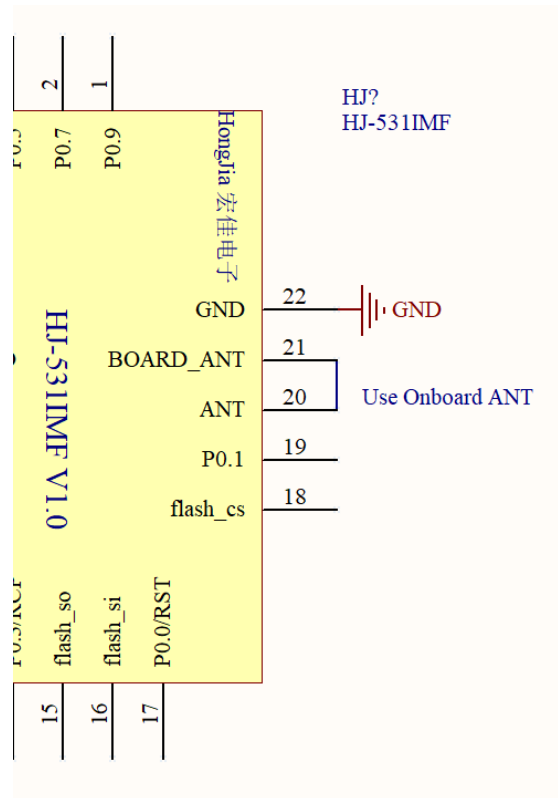 2
1
HJ?
HJ-531IMF
P0.7
P0.9
HongJia 宏佳电子
GND
22
GND
BOARD_ANT
21
HJ-531IMF V1.0
ANT
20
Use Onboard ANT
P0.1
19
flash_cs
18
flash_so
flash_si
P0.0/RST
15
16
17